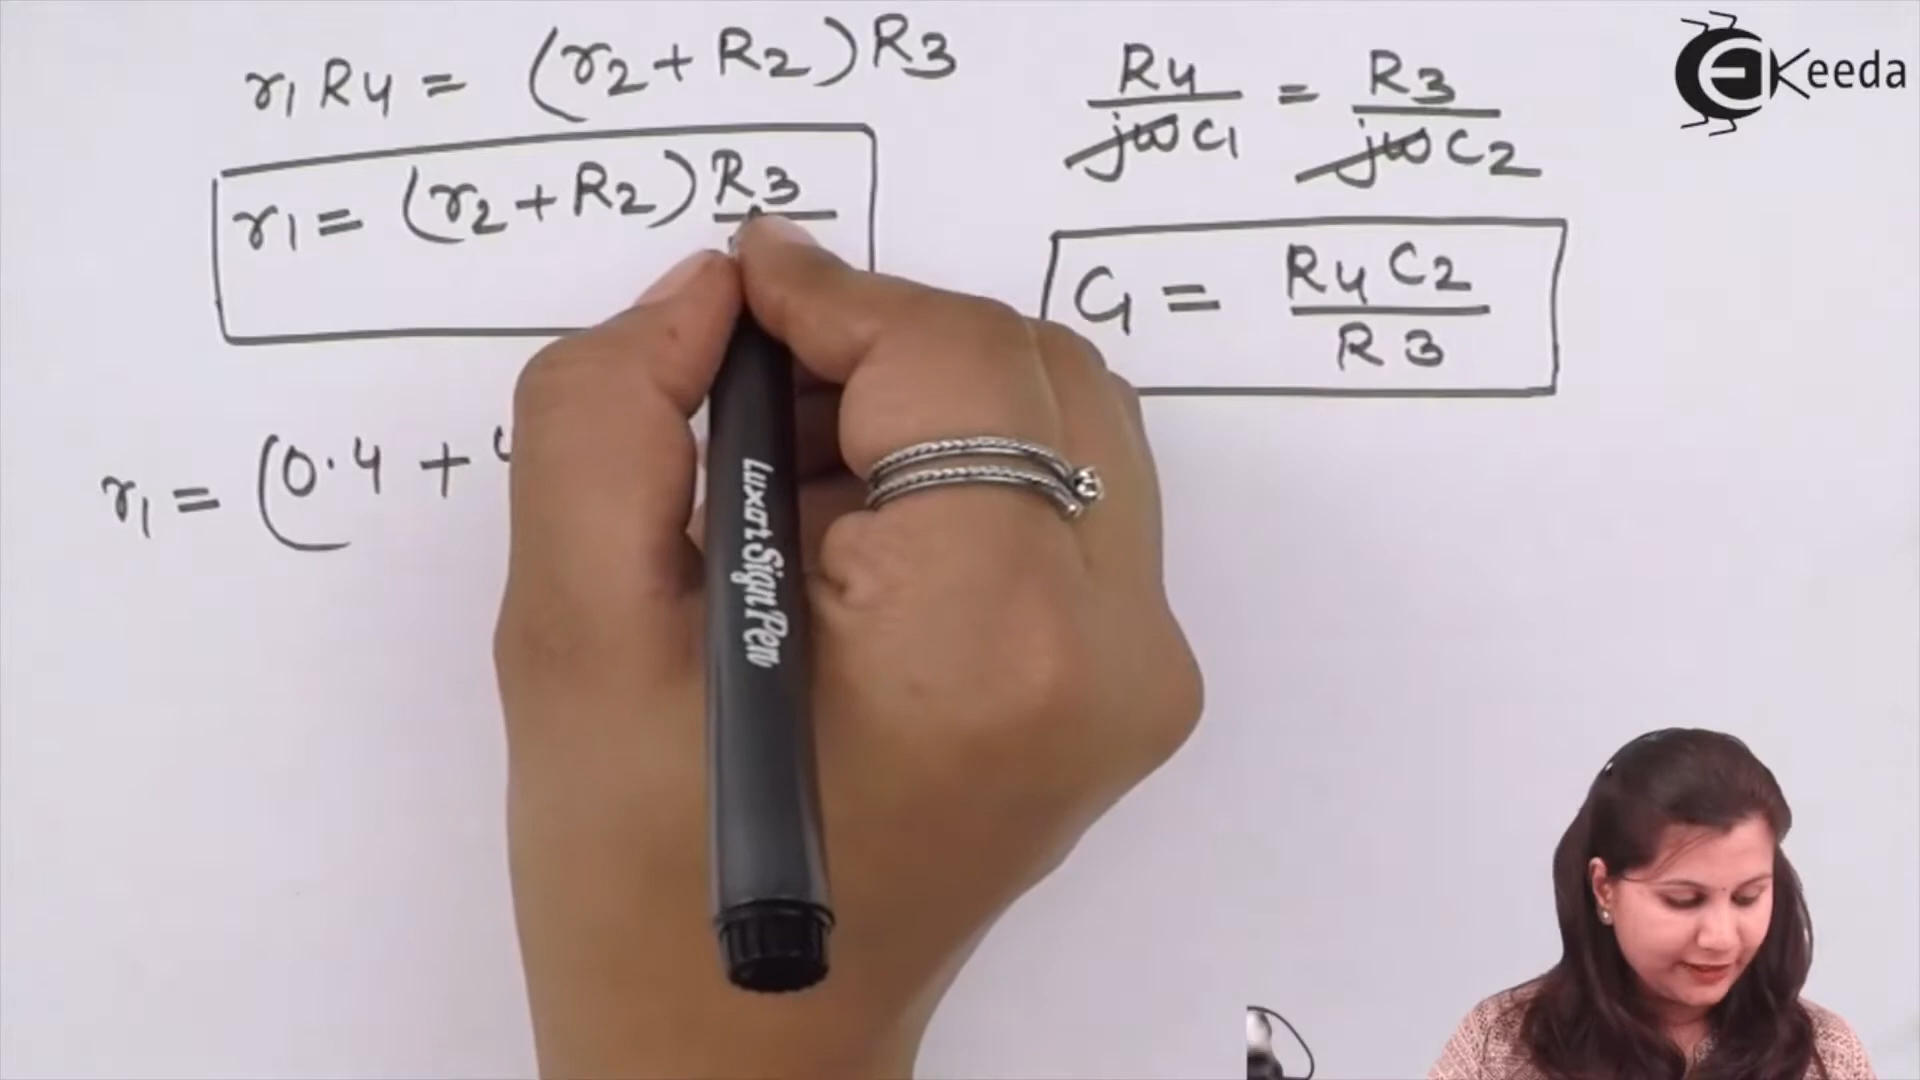 r₁ R₄ = (r₂ + R₂) R₃
r₁ = (r₂ + R₂) R₃
r₁ = (0.4 +
R₄ / jωC₁ = R₃ / jωC₂
C₁ = R₄ C₂ / R₃
Keeda
Luxor Sign Pen